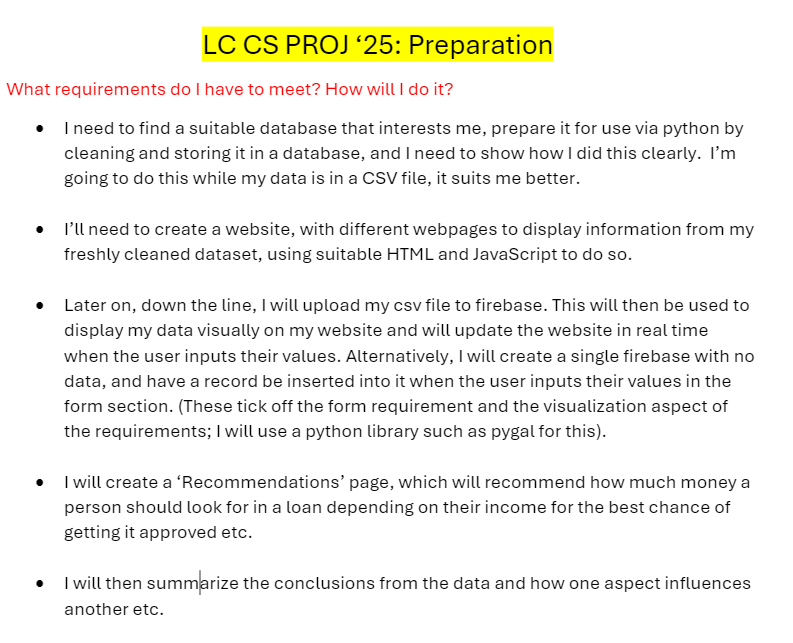 LC CS PROJ ‘25: Preparation
What requirements do I have to meet? How will I do it?
• I need to find a suitable database that interests me, prepare it for use via python by
cleaning and storing it in a database, and I need to show how I did this clearly.  I’m
going to do this while my data is in a CSV file, it suits me better.
• I’ll need to create a website, with different webpages to display information from my
freshly cleaned dataset, using suitable HTML and JavaScript to do so.
• Later on, down the line, I will upload my csv file to firebase. This will then be used to
display my data visually on my website and will update the website in real time
when the user inputs their values. Alternatively, I will create a single firebase with no
data, and have a record be inserted into it when the user inputs their values in the
form section. (These tick off the form requirement and the visualization aspect of
the requirements; I will use a python library such as pygal for this).
• I will create a ‘Recommendations’ page, which will recommend how much money a
person should look for in a loan depending on their income for the best chance of
getting it approved etc.
• I will then summarize the conclusions from the data and how one aspect influences
another etc.